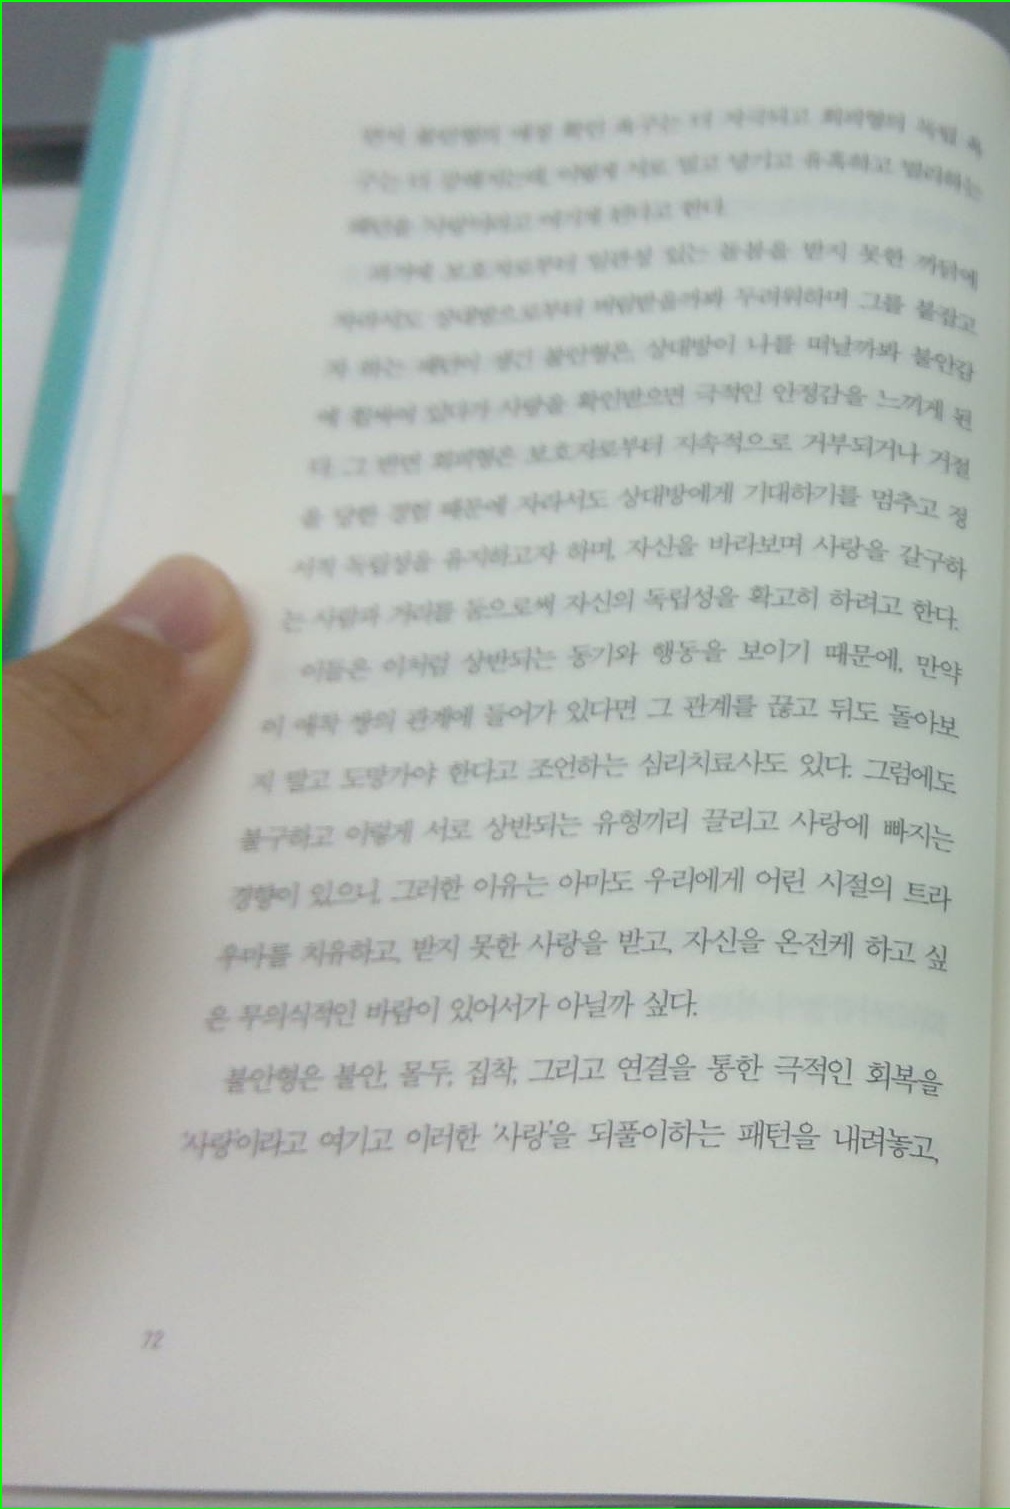 먼저 불안형의 애정 확인 욕구는 더 자극되고 회피형의 독립 욕
구는 더 강해지는데, 이렇게 서로 밀고 당기고 유혹하고 멀리하는
패턴을 '사랑'이라고 여기게 된다고 한다.
과거에 보호자로부터 일관성 있는 돌봄을 받지 못한 까닭에
자라서도 상대방으로부터 버림받을까봐 두려워하며 그를 붙잡고
자 하는 패턴이 생긴 불안형은, 상대방이 나를 떠날까봐 불안감
에 휩싸여 있다가 사랑을 확인받으면 극적인 안정감을 느끼게 된
다. 그 반면 회피형은 보호자로부터 지속적으로 거부되거나 거절
을 당한 경험 때문에 자라서도 상대방에게 기대하기를 멈추고 정
서적 독립성을 유지하고자 하며, 자신을 바라보며 사랑을 갈구하
는 사람과 거리를 둠으로써 자신의 독립성을 확고히 하려고 한다.
이들은 이처럼 상반되는 동기와 행동을 보이기 때문에, 만약
이 애착 쌍의 관계에 들어가 있다면 그 관계를 끊고 뒤도 돌아보
지 말고 도망가야 한다고 조언하는 심리치료사도 있다. 그럼에도
불구하고 이렇게 서로 상반되는 유형끼리 끌리고 사랑에 빠지는
경향이 있으니, 그러한 이유는 아마도 우리에게 어린 시절의 트라
우마를 치유하고, 받지 못한 사랑을 받고, 자신을 온전케 하고 싶
은 무의식적인 바람이 있어서가 아닐까 싶다.
불안형은 불안, 몰두, 집착, 그리고 연결을 통한 극적인 회복을
'사랑'이라고 여기고 이러한 '사랑'을 되풀이하는 패턴을 내려놓고,
72